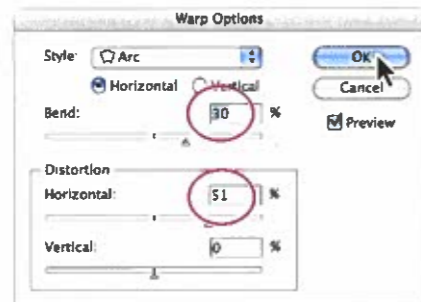 Warp Options
Style: Arc
OK
Horizontal Vertical
Cancel
Bend: 30 %
Preview
Distortion
Horizontal: 51 %
Vertical: 0 %